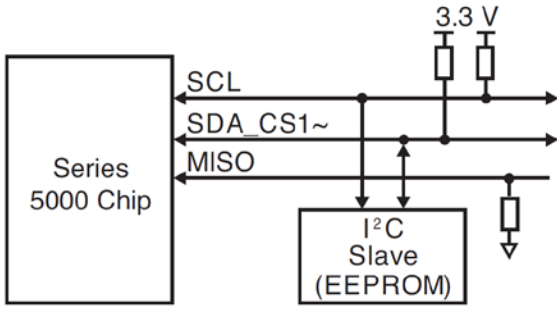 3.3 V
SCL
SDA_CS1~
MISO
Series
5000 Chip
I²C
Slave
(EEPROM)